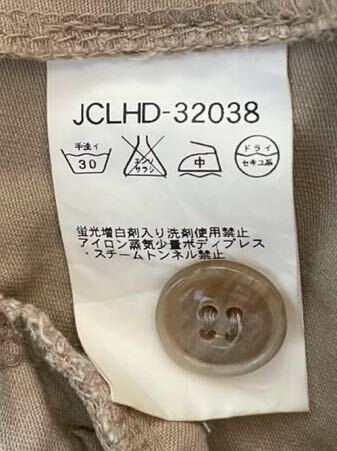 JCLHD-32038
手洗イ 30 エンソ サラシ 中 ドライ セキユ系
蛍光増白剤入り洗剤使用禁止
アイロン蒸気少量ボディプレス
・スチームトンネル禁止